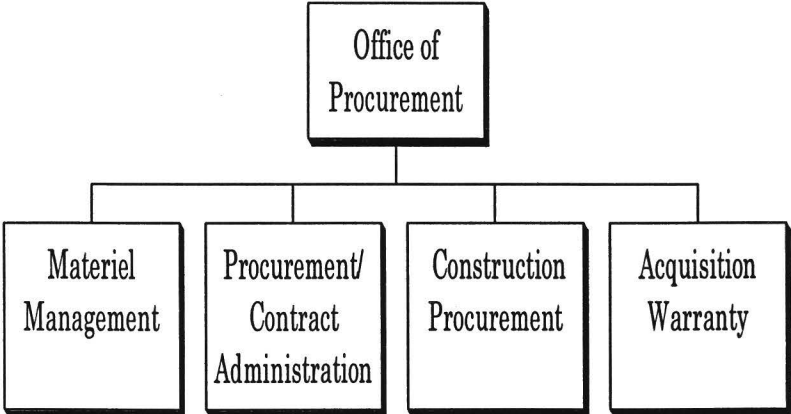 Office of
Procurement
Materiel
Management
Procurement/
Contract
Administration
Construction
Procurement
Acquisition
Warranty